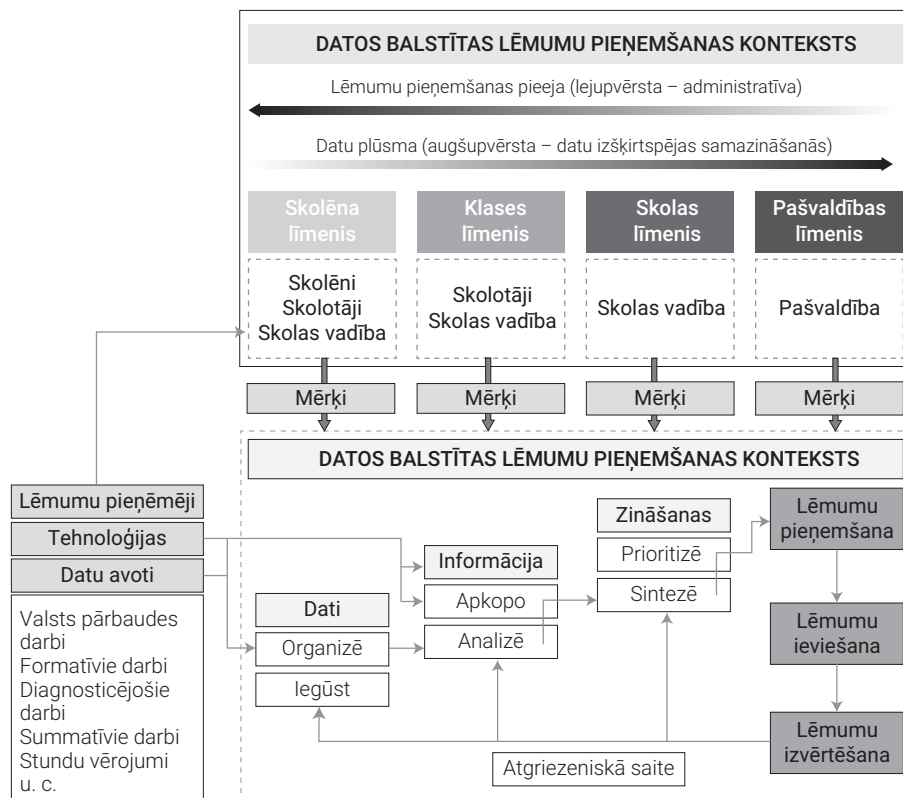 DATOS BALSTĪTAS LĒMUMU PIEŅEMŠANAS KONTEKSTS
Lēmumu pieņemšanas pieeja (lejupvērsta – administratīva)
Datu plūsma (augšupvērsta – datu izšķirtspējas samazināšanās)
Skolēna
līmenis
Klases
līmenis
Skolas
līmenis
Pašvaldības
līmenis
Skolēni
Skolotāji
Skolas vadība
Skolotāji
Skolas vadība
Skolas vadība
Pašvaldība
Mērķi
Mērķi
Mērķi
Mērķi
DATOS BALSTĪTAS LĒMUMU PIEŅEMŠANAS KONTEKSTS
Lēmumu pieņēmēji
Tehnoloģijas
Datu avoti
Valsts pārbaudes
darbi
Formatīvie darbi
Diagnosticējošie
darbi
Summatīvie darbi
Stundu vērojumi
u. c.
Dati
Organizē
Iegūst
Informācija
Apkopo
Analizē
Zināšanas
Prioritizē
Sintezē
Lēmumu
pieņemšana
Lēmumu
ieviešana
Lēmumu
izvērtēšana
Atgriezeniskā saite